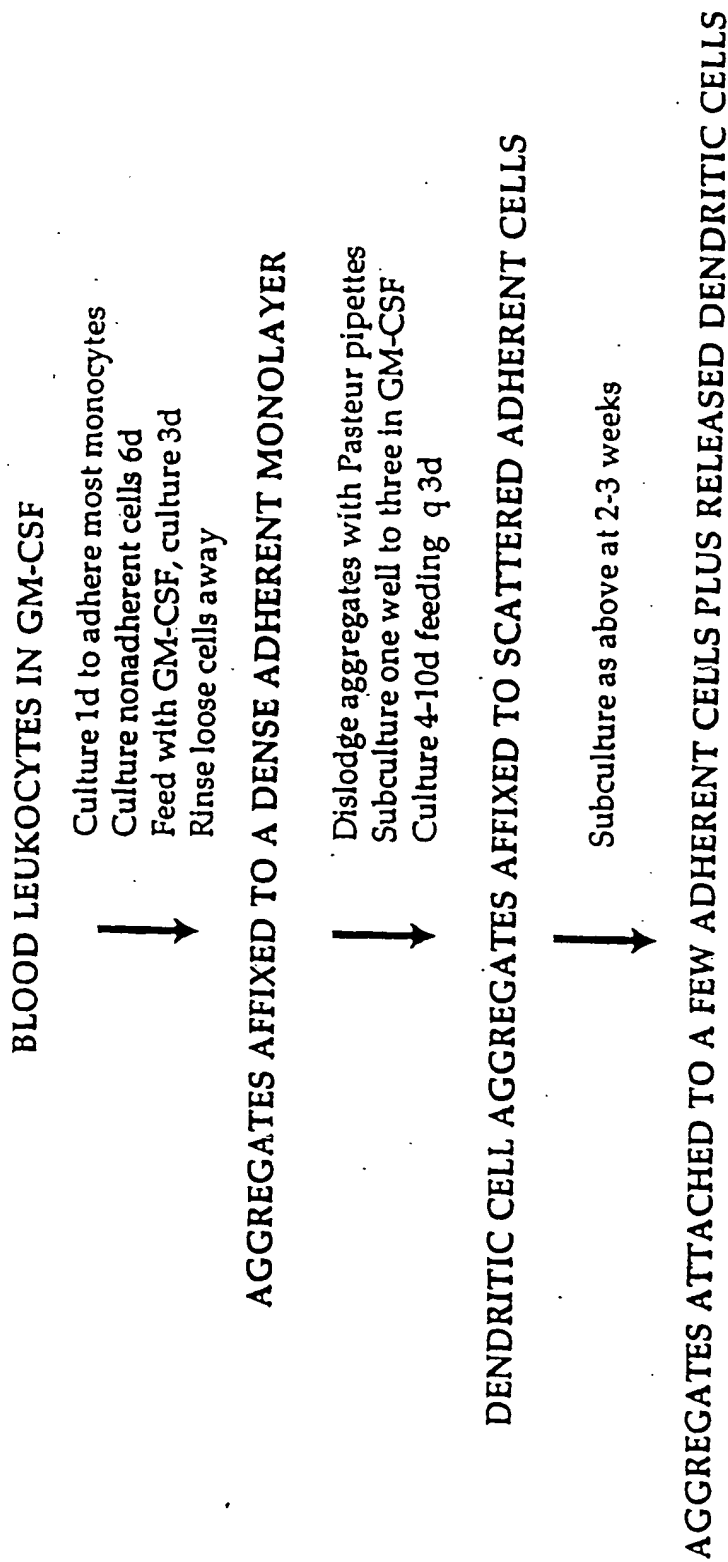 BLOOD LEUKOCYTES IN GM-CSF
Culture 1d to adhere most monocytes
Culture nonadherent cells 6d
Feed with GM-CSF, culture 3d
Rinse loose cells away
AGGREGATES AFFIXED TO A DENSE ADHERENT MONOLAYER
Dislodge aggregates with Pasteur pipettes
Subculture one well to three in GM-CSF
Culture 4-10d feeding q 3d
DENDRITIC CELL AGGREGATES AFFIXED TO SCATTERED ADHERENT CELLS
Subculture as above at 2-3 weeks
AGGREGATES ATTACHED TO A FEW ADHERENT CELLS PLUS RELEASED DENDRITIC CELLS